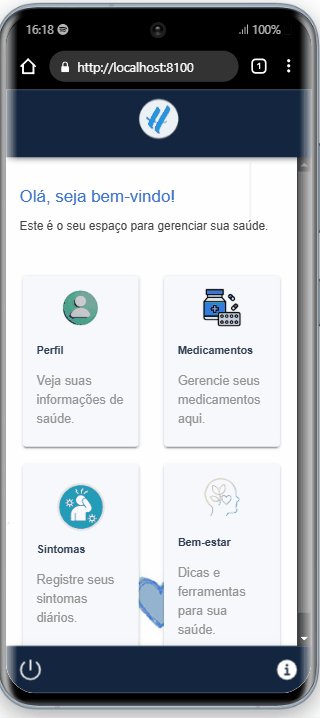 16:18 100%
http://localhost:8100 1
Olá, seja bem-vindo!
Este é o seu espaço para gerenciar sua saúde.
Perfil
Veja suas
informações de
saúde.
Medicamentos
Gerencie seus
medicamentos
aqui.
Sintomas
Registre seus
sintomas
diários.
Bem-estar
Dicas e
ferramentas
para sua
saúde.